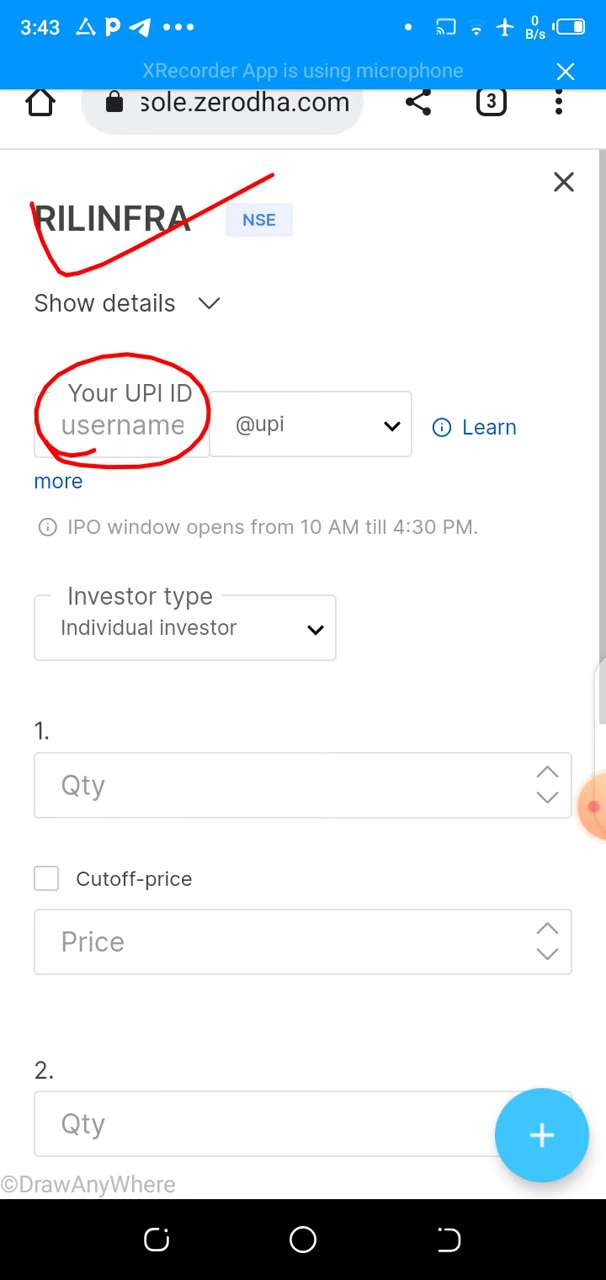 3:43
0
B/s
XRecorder App is using microphone
sole.zerodha.com
3
RILINFRA NSE
Show details
Your UPI ID
username @upi Learn
more
IPO window opens from 10 AM till 4:30 PM.
Investor type
Individual investor
1.
Qty
Cutoff-price
Price
2.
Qty
+
©DrawAnyWhere